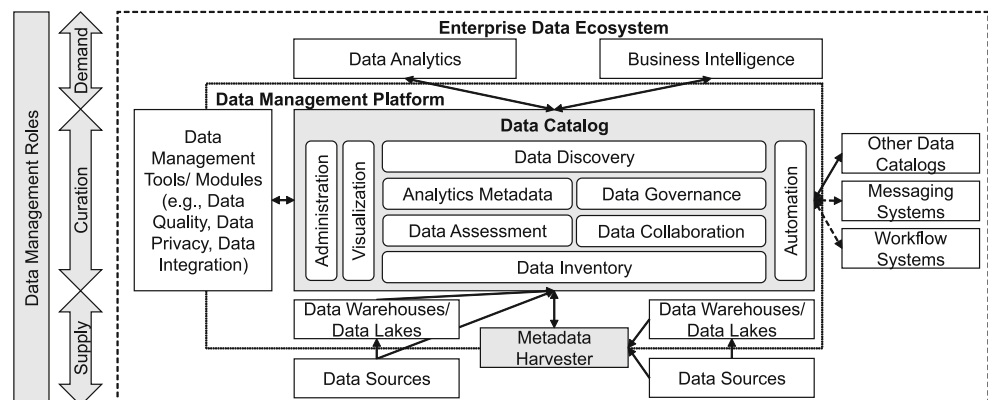 Data Management Roles
Demand
Curation
Supply
Enterprise Data Ecosystem
Data Analytics
Business Intelligence
Data Management Platform
Data
Management
Tools/ Modules
(e.g., Data
Quality, Data
Privacy, Data
Integration)
Data Catalog
Administration
Visualization
Data Discovery
Analytics Metadata
Data Governance
Data Assessment
Data Collaboration
Data Inventory
Automation
Other Data
Catalogs
Messaging
Systems
Workflow
Systems
Data Warehouses/
Data Lakes
Data Warehouses/
Data Lakes
Metadata
Harvester
Data Sources
Data Sources